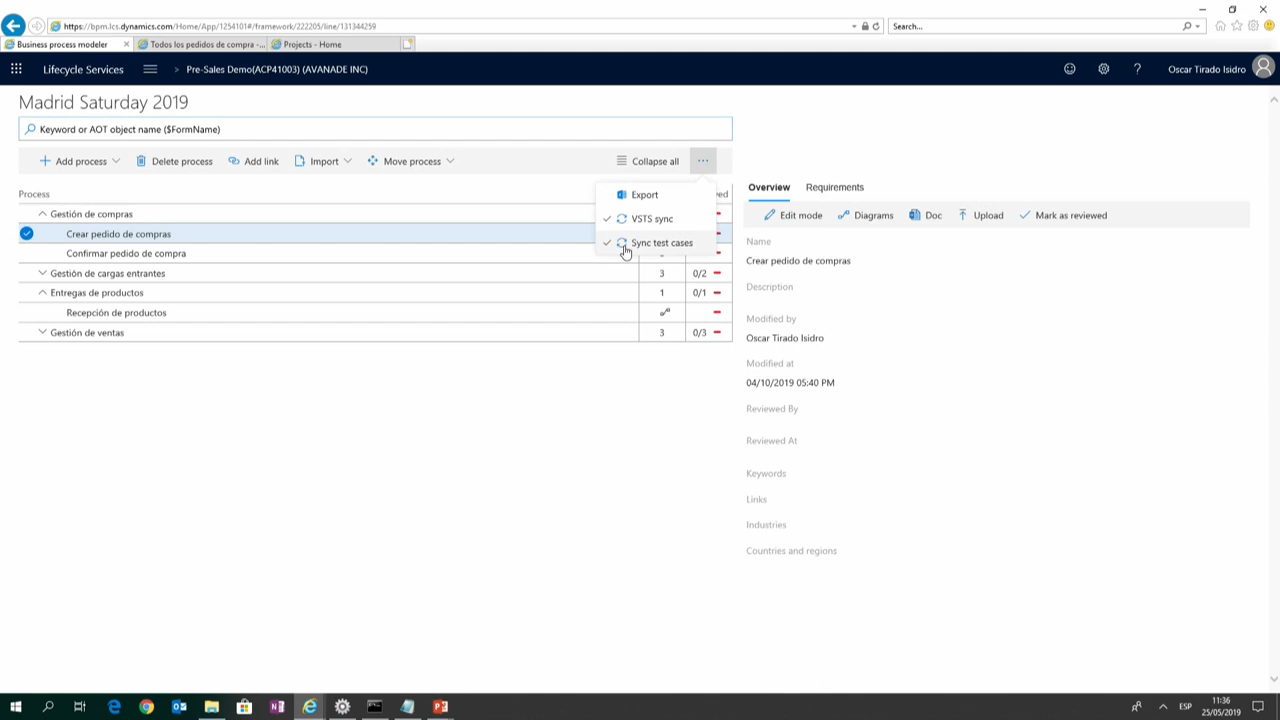 https://bpm.lcs.dynamics.com/Home/App/1254101#/framework/222205/line/131344259
Search...
Business process modeler
Todos los pedidos de compra -...
Projects - Home
Lifecycle Services
> Pre-Sales Demo(ACP41003) (AVANADE INC)
?
Oscar Tirado Isidro
Madrid Saturday 2019
Keyword or AOT object name ($FormName)
Add process
Delete process
Add link
Import
Move process
Collapse all
...
Process
Export
VSTS sync
Sync test cases
Gestión de compras
Crear pedido de compras
Confirmar pedido de compra
Gestión de cargas entrantes 3 0/2
Entregas de productos 1 0/1
Recepción de productos
Gestión de ventas 3 0/3
Overview Requirements
Edit mode
Diagrams
Doc
Upload
Mark as reviewed
Name
Crear pedido de compras
Description
Modified by
Oscar Tirado Isidro
Modified at
04/10/2019 05:40 PM
Reviewed By
Reviewed At
Keywords
Links
Industries
Countries and regions
ESP
11:36
25/05/2019